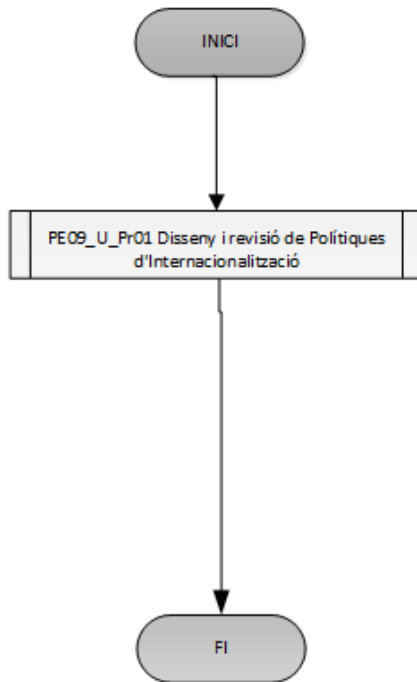 INICI
PE09_U_Pr01 Disseny i revisió de Polítiques
d'Internacionalització
FI